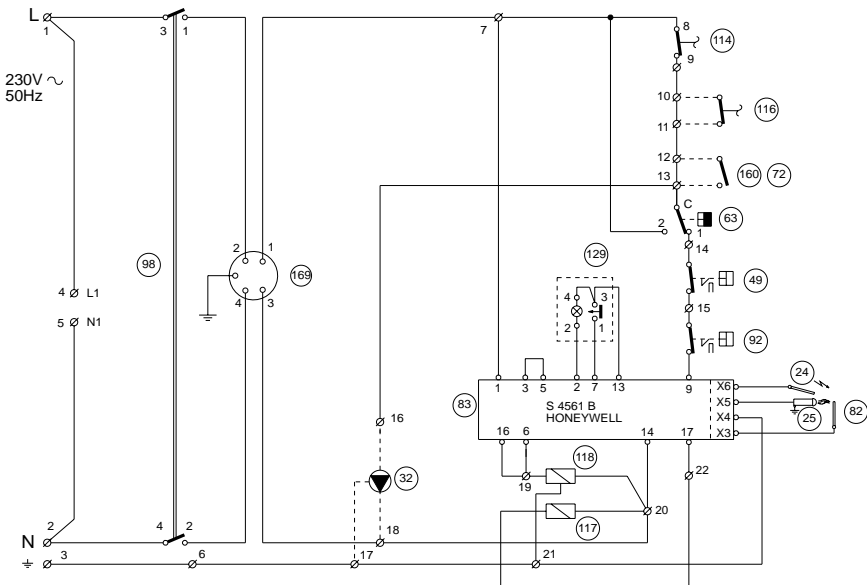 L
1
3 1
7
8
114
9
230V ~
50Hz
10
116
11
12
160 72
13
C
63
2
1
14
2 1
98
169
129
4 3
49
4 L1
4 3
15
5 N1
2 1
92
1 3 5 2 7 13 9
X6
24
83
S 4561 B
HONEYWELL
X5
25
82
X4
X3
16 6 14 17
16
118
22
32
19
20
117
18
2
4 2
N
3
6
17
21